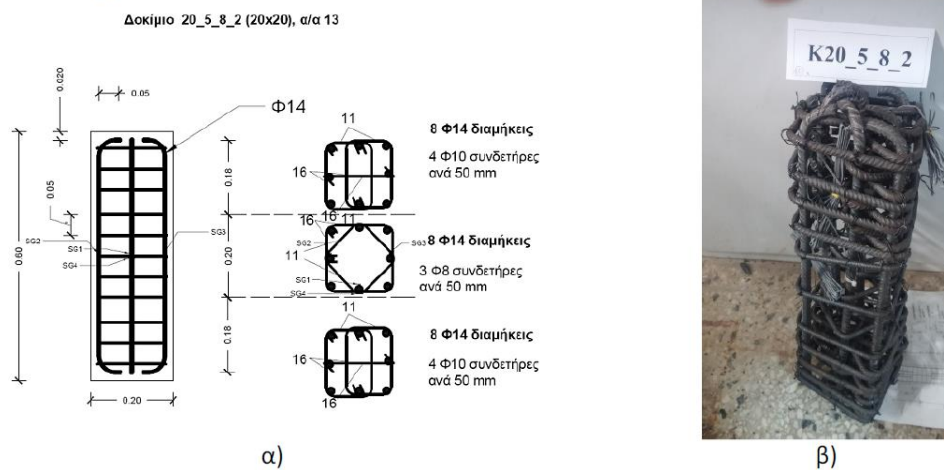 Δοκίμιο 20_5_8_2 (20x20), α/α 13
0.020
0.05
Φ14
0.05
0.60
SG2
SG1
SG4
SG3
0.20
0.18
0.20
0.18
11
16
16
8 Φ14 διαμήκεις
4 Φ10 συνδετήρες
ανά 50 mm
16
11
SG2
11
SG3
SG1
SG4
8 Φ14 διαμήκεις
3 Φ8 συνδετήρες
ανά 50 mm
11
16
16
8 Φ14 διαμήκεις
4 Φ10 συνδετήρες
ανά 50 mm
K20_5_8_2
α)
β)